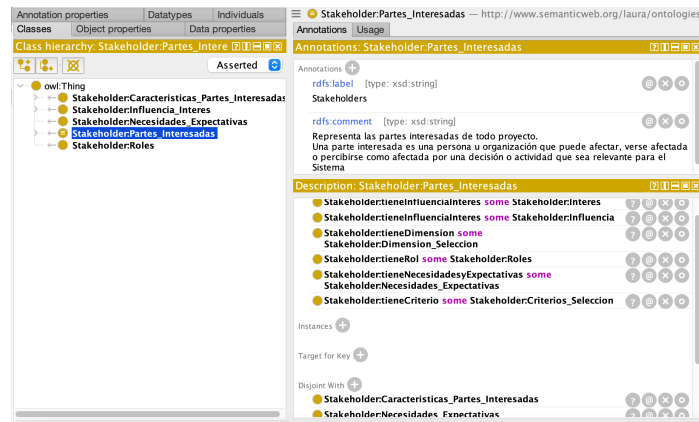 Annotation properties Datatypes Individuals
Classes Object properties Data properties
Class hierarchy: Stakeholder:Partes_Intere
Asserted
owl:Thing
Stakeholder:Caracteristicas_Partes_Interesadas
Stakeholder:Influencia_Interes
Stakeholder:Necesidades_Expectativas
Stakeholder:Partes_Interesadas
Stakeholder:Roles
Stakeholder:Partes_Interesadas — http://www.semanticweb.org/laura/ontologies
Annotations Usage
Annotations: Stakeholder:Partes_Interesadas
Annotations
rdfs:label [type: xsd:string]
Stakeholders
rdfs:comment [type: xsd:string]
Representa las partes interesadas de todo proyecto.
Una parte interesada es una persona u organización que puede afectar, verse afectada
o percibirse como afectada por una decisión o actividad que sea relevante para el
Sistema
Description: Stakeholder:Partes_Interesadas
Stakeholder:tieneInfluenciaInteres some Stakeholder:Interes
Stakeholder:tieneInfluenciaInteres some Stakeholder:Influencia
Stakeholder:tieneDimension some
Stakeholder:Dimension_Seleccion
Stakeholder:tieneRol some Stakeholder:Roles
Stakeholder:tieneNecesidadesyExpectativas some
Stakeholder:Necesidades_Expectativas
Stakeholder:tieneCriterio some Stakeholder:Criterios_Seleccion
Instances
Target for Key
Disjoint With
Stakeholder:Caracteristicas_Partes_Interesadas
Stakeholder:Necesidades_Expectativas